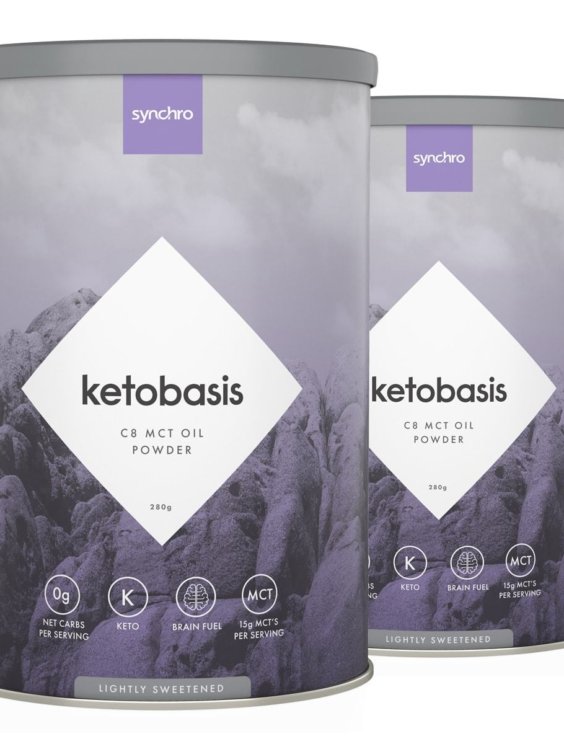 synchro
ketobasis
C8 MCT OIL
POWDER
280g
0g
NET CARBS
PER SERVING
K
KETO
BRAIN FUEL
MCT
15g MCT'S
PER SERVING
LIGHTLY SWEETENED
synchro
ketobasis
C8 MCT OIL
POWDER
280g
K
KETO
BRAIN FUEL
MCT
15g MCT'S
PER SERVING
LIGHTLY SWEETENED